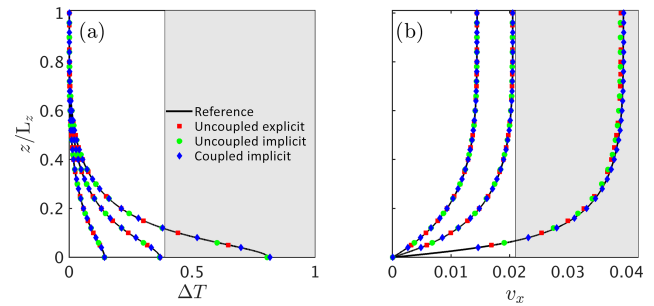 (a)
1
0.8
0.6
0.4
0.2
0
z/L_z
Reference
Uncoupled explicit
Uncoupled implicit
Coupled implicit
0 0.5 1
ΔT
(b)
0 0.01 0.02 0.03 0.04
v_x